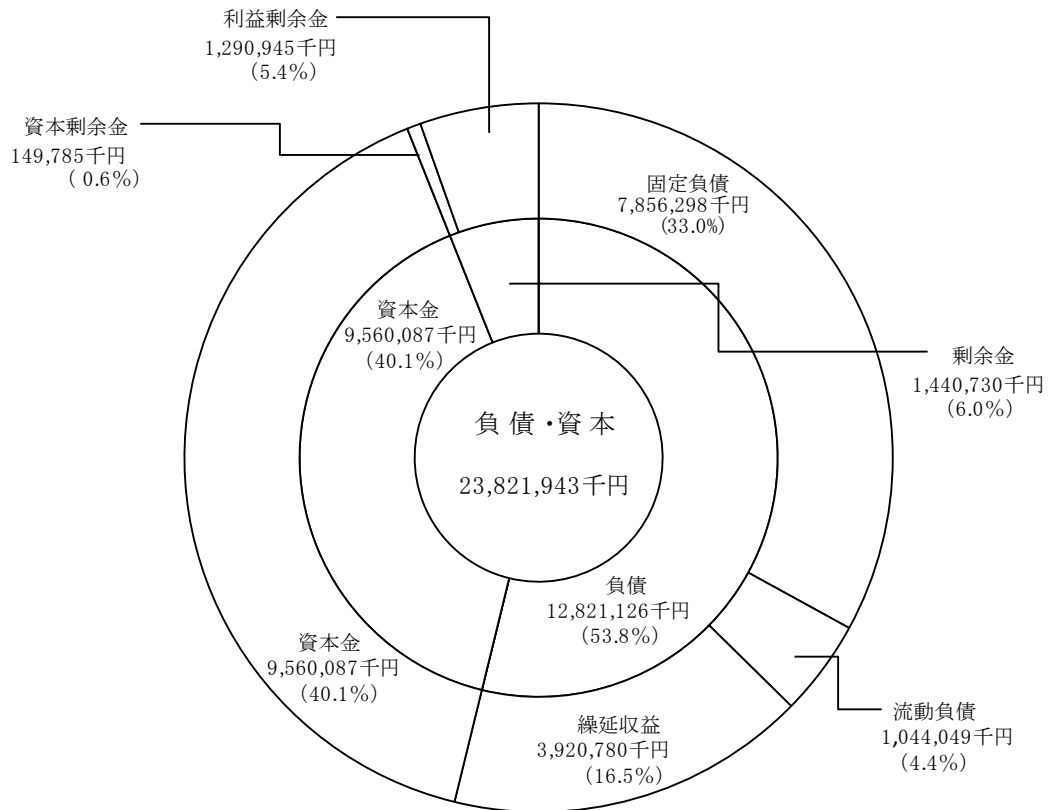 利益剰余金
1,290,945千円
(5.4%)
資本剰余金
149,785千円
( 0.6%)
固定負債
7,856,298千円
(33.0%)
資本金
9,560,087千円
(40.1%)
剰余金
1,440,730千円
(6.0%)
負債・資本
23,821,943千円
負債
12,821,126千円
(53.8%)
資本金
9,560,087千円
(40.1%)
繰延収益
3,920,780千円
(16.5%)
流動負債
1,044,049千円
(4.4%)